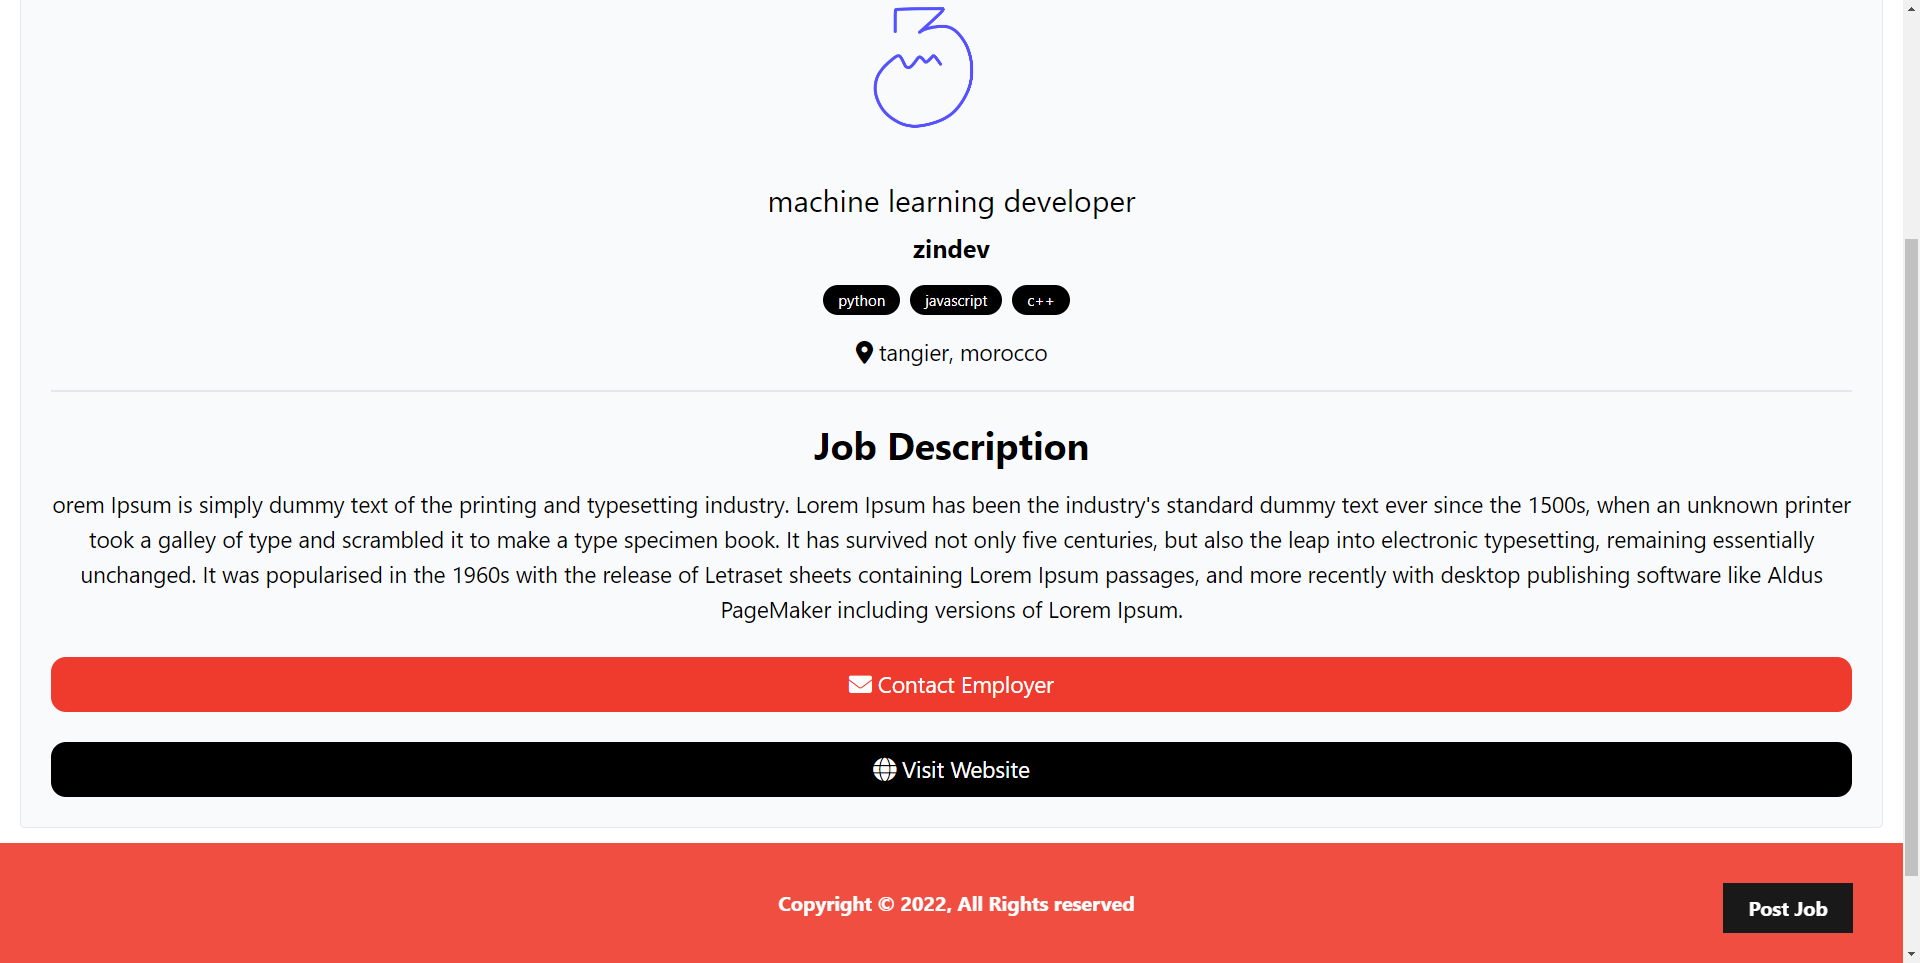 machine learning developer
zindev
python javascript c++
tangier, morocco
Job Description
orem Ipsum is simply dummy text of the printing and typesetting industry. Lorem Ipsum has been the industry's standard dummy text ever since the 1500s, when an unknown printer
took a galley of type and scrambled it to make a type specimen book. It has survived not only five centuries, but also the leap into electronic typesetting, remaining essentially
unchanged. It was popularised in the 1960s with the release of Letraset sheets containing Lorem Ipsum passages, and more recently with desktop publishing software like Aldus
PageMaker including versions of Lorem Ipsum.
Contact Employer
Visit Website
Copyright © 2022, All Rights reserved
Post Job